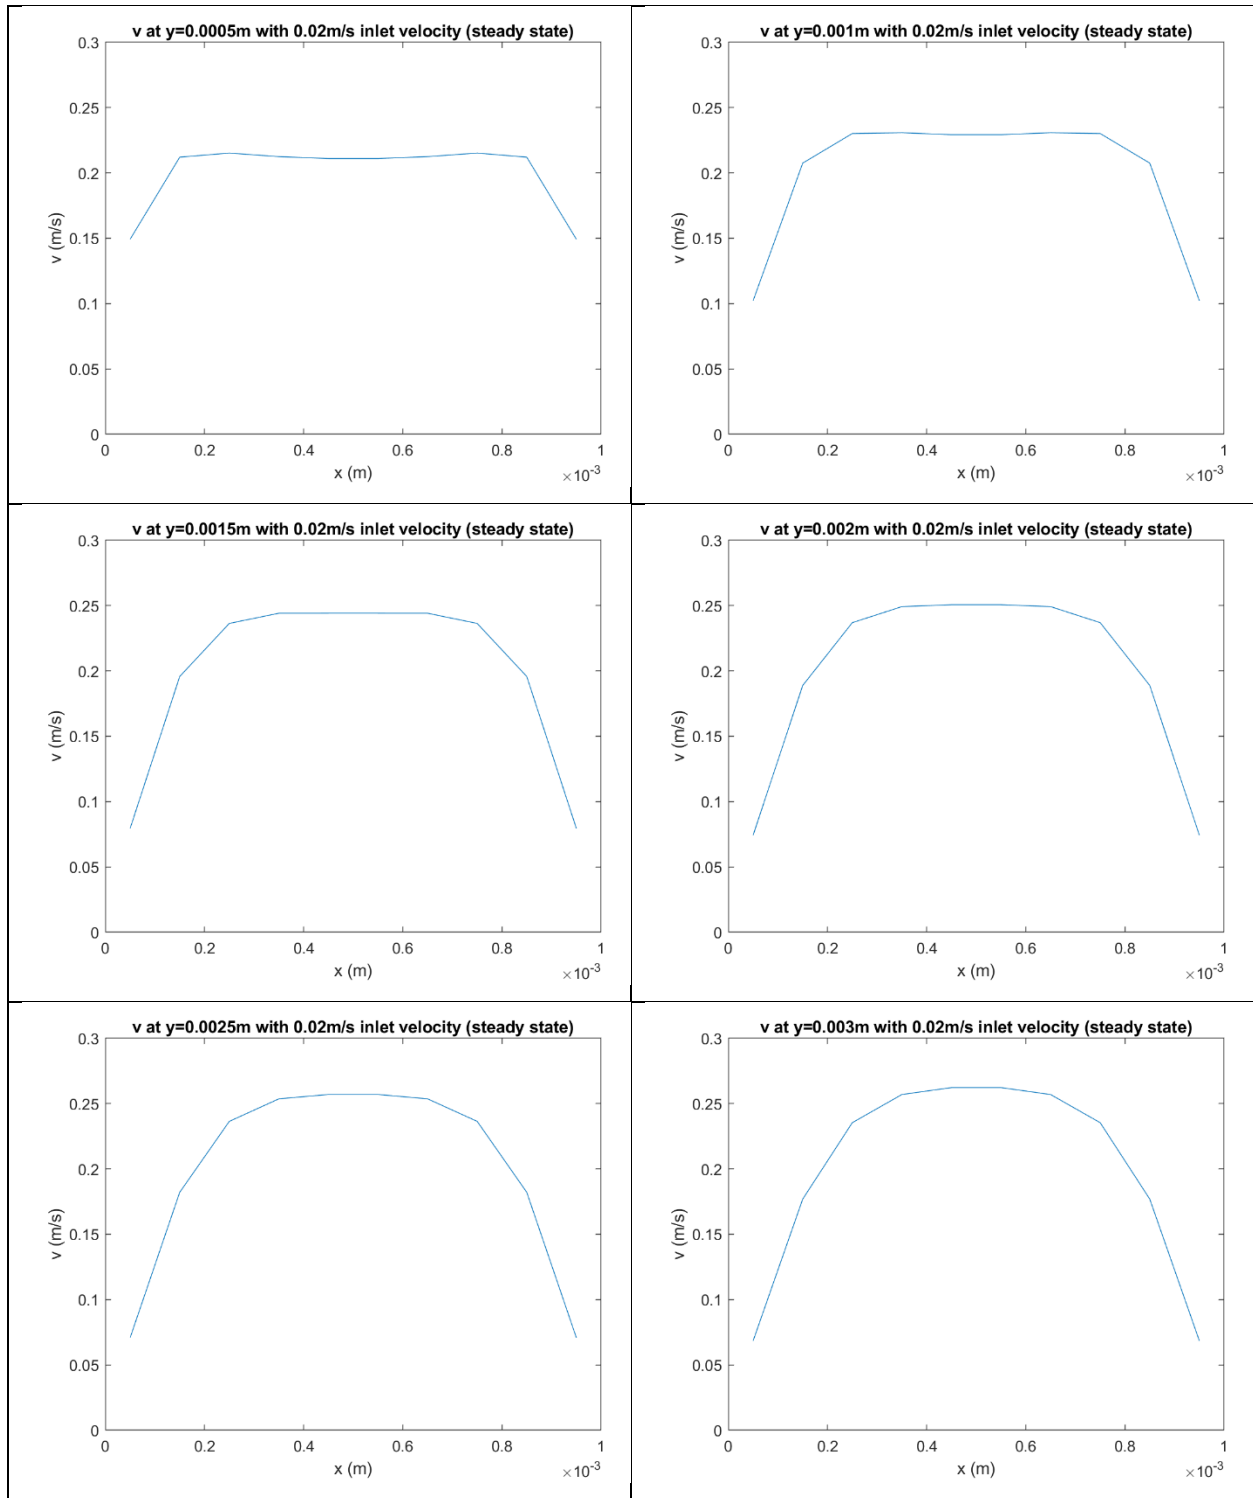 v at y=0.0005m with 0.02m/s inlet velocity (steady state)
0.3
0.25
0.2
0.15
0.1
0.05
0
v (m/s)
0 0.2 0.4 0.6 0.8 1
x (m)
×10^-3
v at y=0.001m with 0.02m/s inlet velocity (steady state)
0.3
0.25
0.2
0.15
0.1
0.05
0
v (m/s)
0 0.2 0.4 0.6 0.8 1
x (m)
×10^-3
v at y=0.0015m with 0.02m/s inlet velocity (steady state)
0.3
0.25
0.2
0.15
0.1
0.05
0
v (m/s)
0 0.2 0.4 0.6 0.8 1
x (m)
×10^-3
v at y=0.002m with 0.02m/s inlet velocity (steady state)
0.3
0.25
0.2
0.15
0.1
0.05
0
v (m/s)
0 0.2 0.4 0.6 0.8 1
x (m)
×10^-3
v at y=0.0025m with 0.02m/s inlet velocity (steady state)
0.3
0.25
0.2
0.15
0.1
0.05
0
v (m/s)
0 0.2 0.4 0.6 0.8 1
x (m)
×10^-3
v at y=0.003m with 0.02m/s inlet velocity (steady state)
0.3
0.25
0.2
0.15
0.1
0.05
0
v (m/s)
0 0.2 0.4 0.6 0.8 1
x (m)
×10^-3